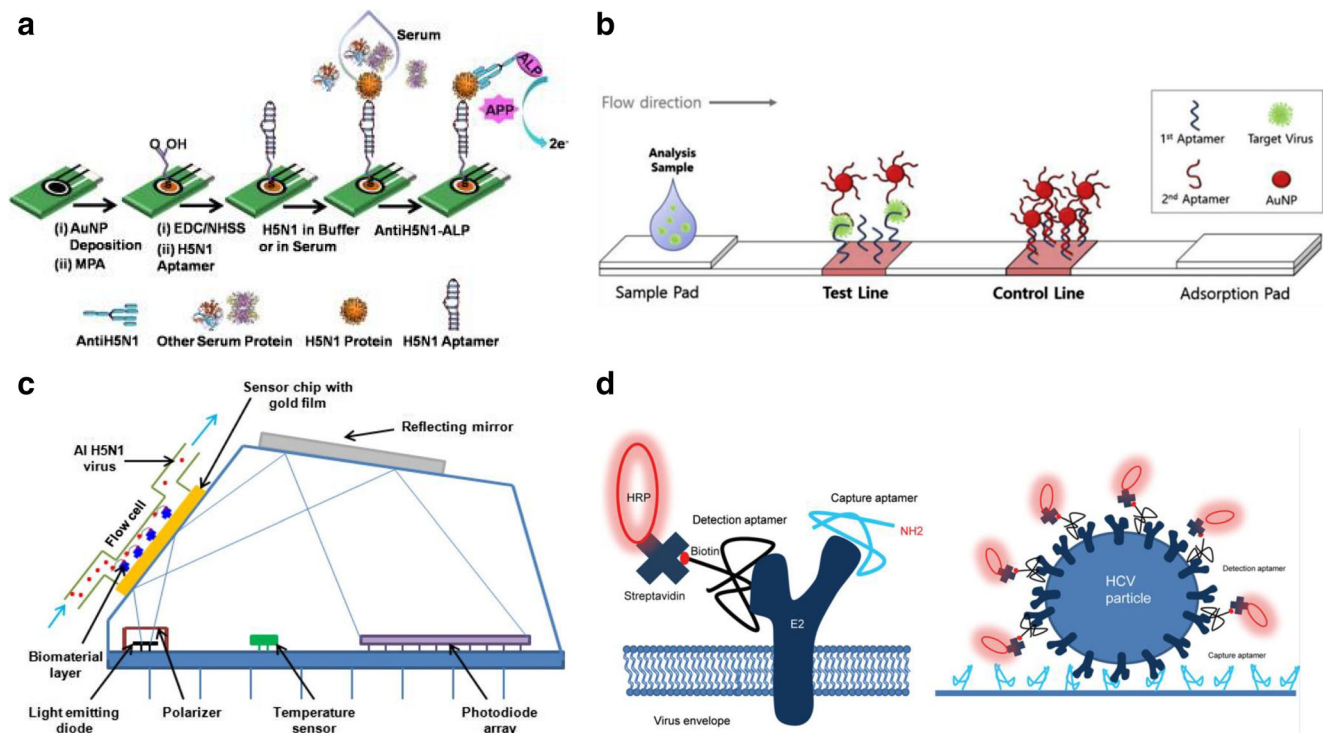 a
Serum
ALP
APP
2e-
O OH
S
S
S
S
(i) AuNP
Deposition
(ii) MPA
(i) EDC/NHSS
(ii) H5N1
Aptamer
H5N1 in Buffer
or in Serum
AntiH5N1-ALP
AntiH5N1
Other Serum Protein
H5N1 Protein
H5N1 Aptamer
b
Flow direction
Analysis
Sample
1st Aptamer
Target Virus
2nd Aptamer
AuNP
Sample Pad
Test Line
Control Line
Adsorption Pad
c
Sensor chip with
gold film
Reflecting mirror
AI H5N1
virus
Flow cell
Biomaterial
layer
Light emitting
diode
Polarizer
Temperature
sensor
Photodiode
array
d
HRP
Detection aptamer
Capture aptamer
NH2
Biotin
Streptavidin
E2
Virus envelope
HCV
particle
Detection aptamer
Capture aptamer